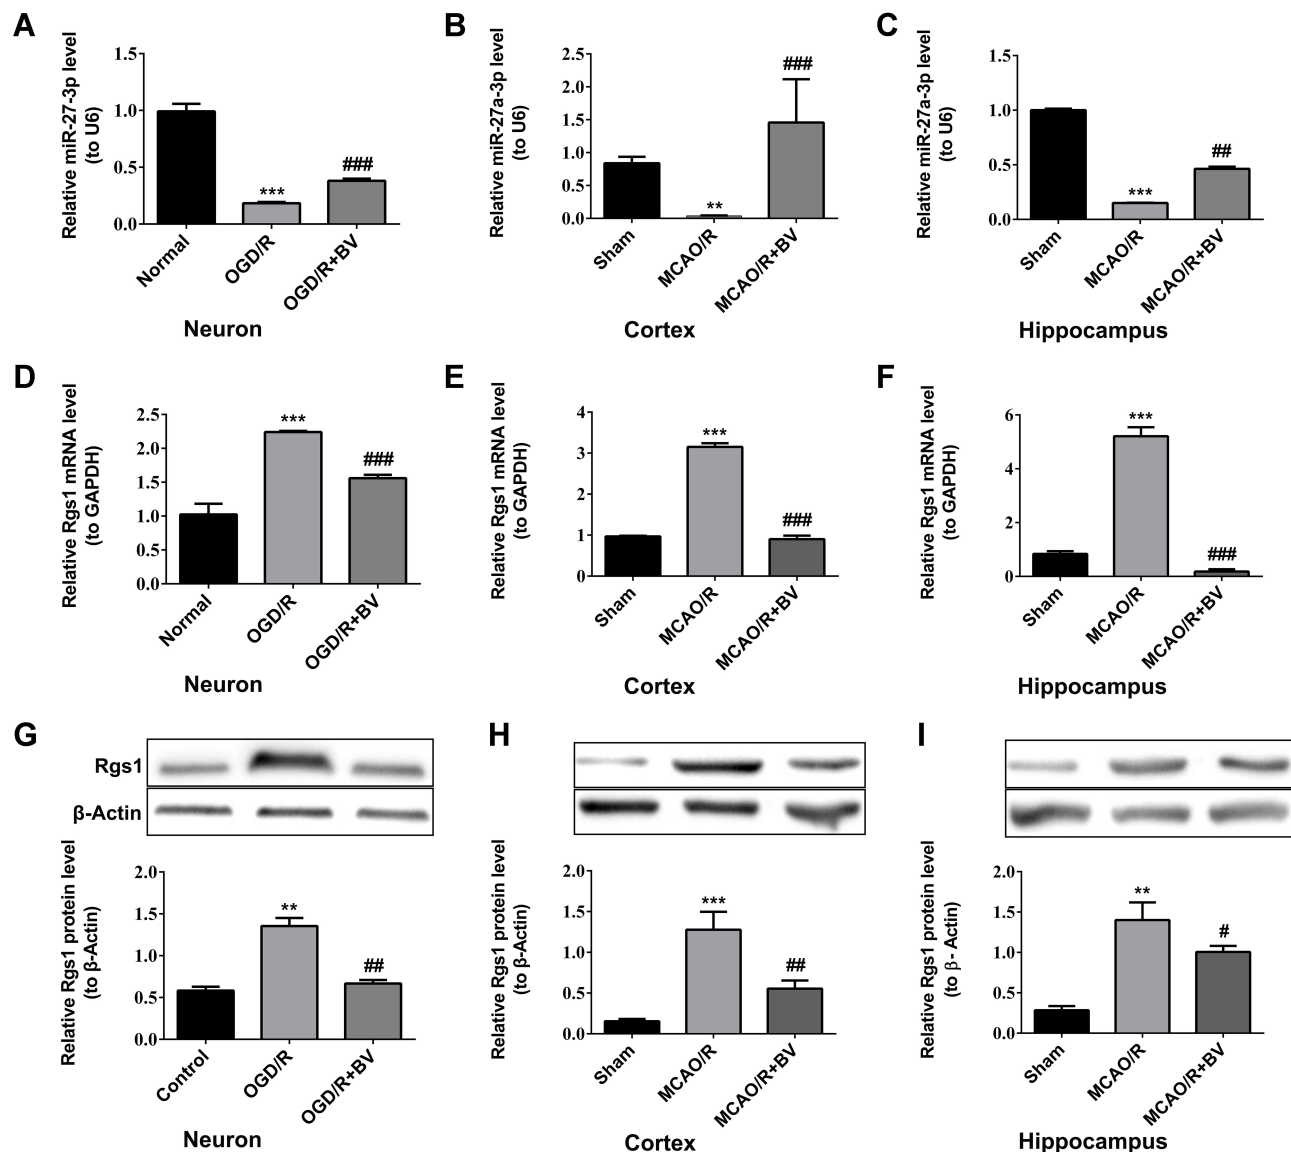 A
Relative miR-27-3p level
(to U6)
1.5
1.0
0.5
0.0
***
###
Normal
OGD/R
OGD/R+BV
Neuron
B
Relative miR-27a-3p level
(to U6)
2.5
2.0
1.5
1.0
0.5
0.0
**
###
Sham
MCAO/R
MCAO/R+BV
Cortex
C
Relative miR-27a-3p level
(to U6)
1.5
1.0
0.5
0.0
***
##
Sham
MCAO/R
MCAO/R+BV
Hippocampus
D
Relative Rgs1 mRNA level
(to GAPDH)
2.5
2.0
1.5
1.0
0.5
0.0
***
###
Normal
OGD/R
OGD/R+BV
Neuron
E
Relative Rgs1 mRNA level
(to GAPDH)
4
3
2
1
0
***
###
Sham
MCAO/R
MCAO/R+BV
Cortex
F
Relative Rgs1 mRNA level
(to GAPDH)
6
4
2
0
***
###
Sham
MCAO/R
MCAO/R+BV
Hippocampus
G
Rgs1
β-Actin
Relative Rgs1 protein level
(to β-Actin)
2.0
1.5
1.0
0.5
0.0
**
##
Control
OGD/R
OGD/R+BV
Neuron
H
Relative Rgs1 protein level
(to β-Actin)
2.0
1.5
1.0
0.5
0.0
***
##
Sham
MCAO/R
MCAO/R+BV
Cortex
I
Relative Rgs1 protein level
(to β- Actin)
2.0
1.5
1.0
0.5
0.0
**
#
Sham
MCAO/R
MCAO/R+BV
Hippocampus